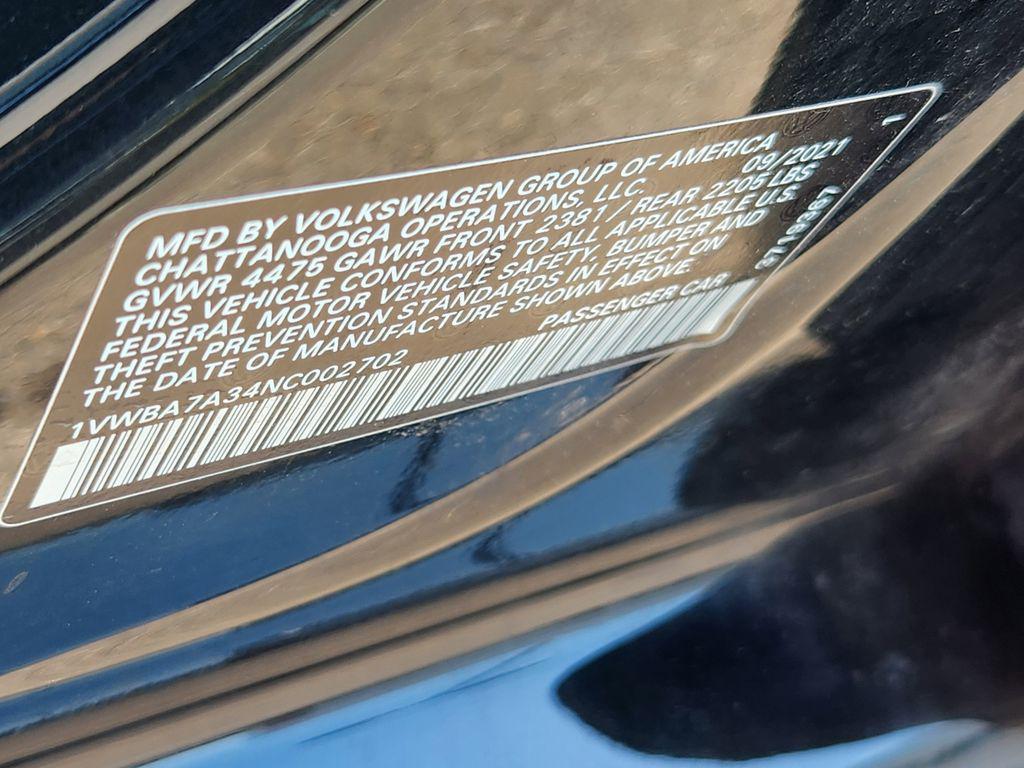 MFD BY VOLKSWAGEN GROUP OF AMERICA
CHATTANOOGA OPERATIONS, LLC. 09/2021
GVWR 4475 GAWR FRONT 2381 / REAR 2205 LBS
THIS VEHICLE CONFORMS TO ALL APPLICABLE U.S.
FEDERAL MOTOR VEHICLE SAFETY, BUMPER AND
THEFT PREVENTION STANDARDS IN EFFECT ON
THE DATE OF MANUFACTURE SHOWN ABOVE
1VWBA7A34NC002702 PASSENGER CAR